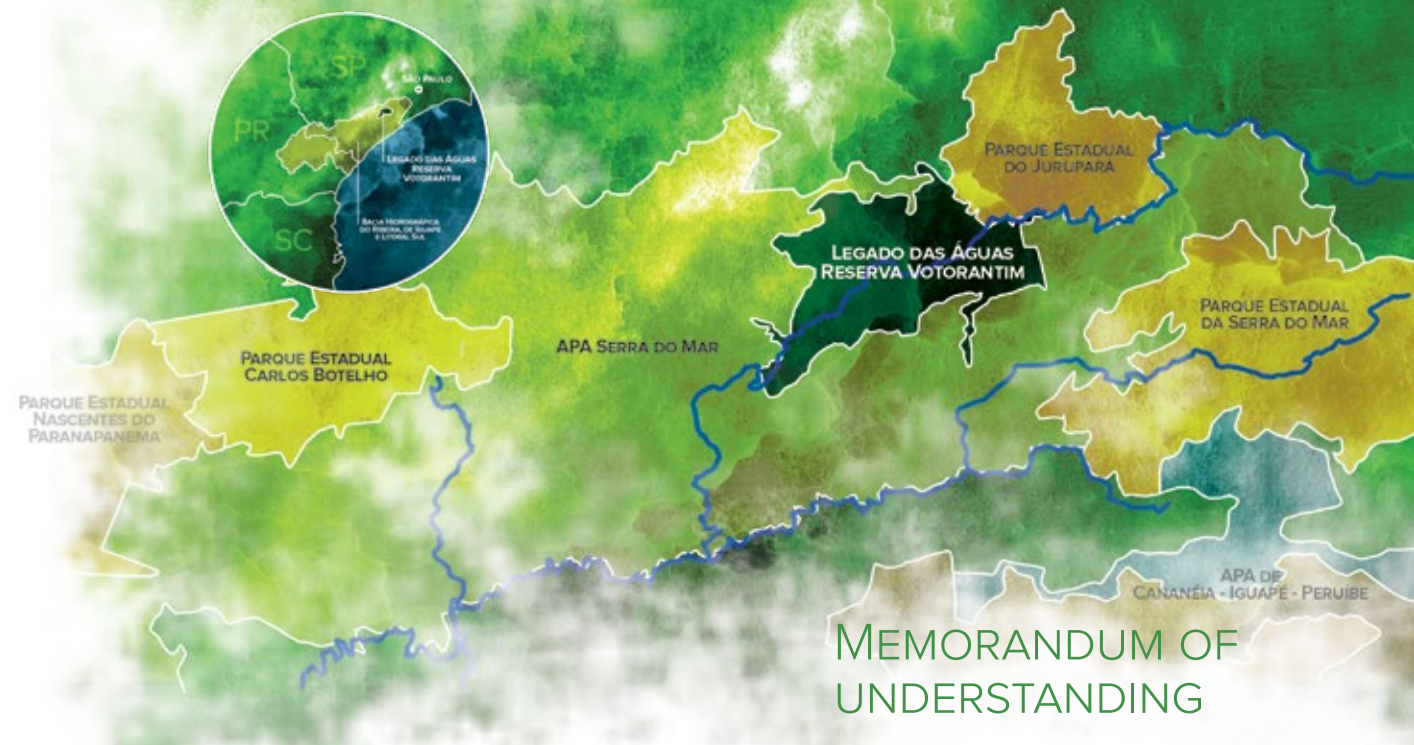 SP
SÃO PAULO
PR
LEGADO DAS ÁGUAS
RESERVA
VOTORANTIM
BACIA HIDROGRÁFICA
DO RIBEIRA DE IGUAPE
E LITORAL SUL
SC
PARQUE ESTADUAL
DO JURUPARÁ
LEGADO DAS ÁGUAS
RESERVA VOTORANTIM
PARQUE ESTADUAL
DA SERRA DO MAR
APA SERRA DO MAR
PARQUE ESTADUAL
CARLOS BOTELHO
PARQUE ESTADUAL
NASCENTES DO
PARANAPANEMA
APA DE
CANANÉIA - IGUAPÉ - PERUÍBE
MEMORANDUM OF
UNDERSTANDING